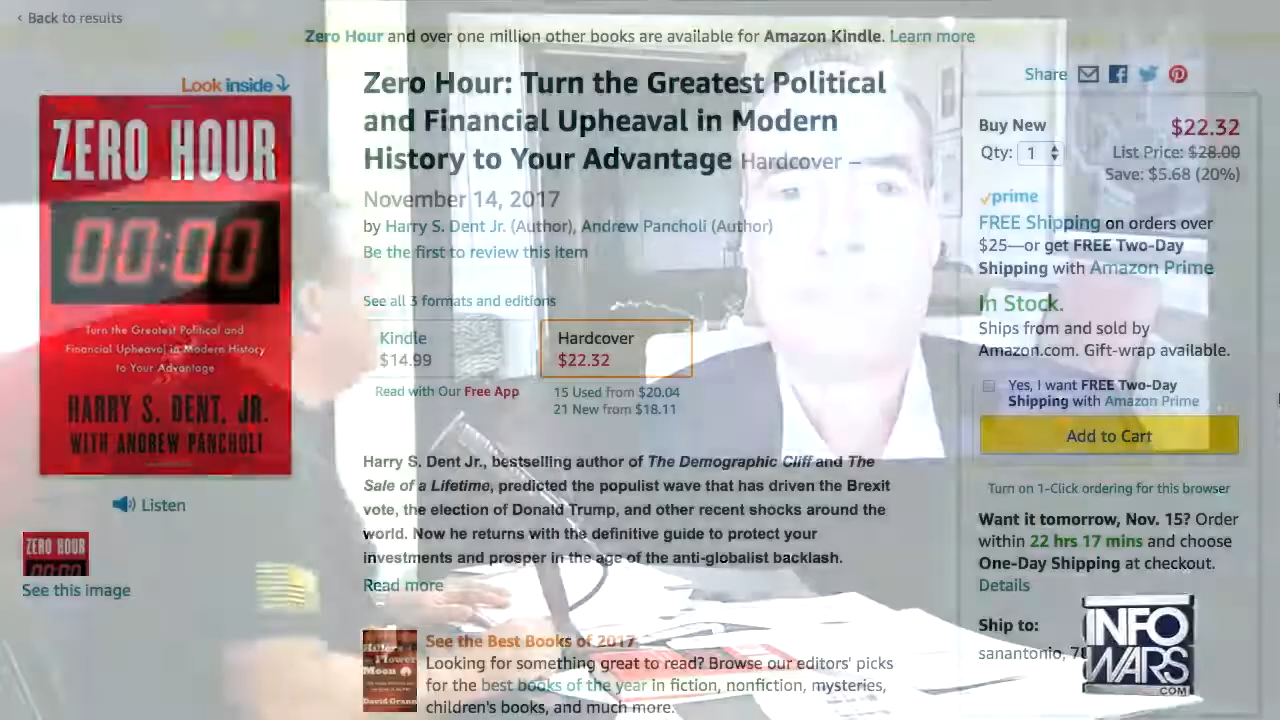 ‹ Back to results
Zero Hour and over one million other books are available for Amazon Kindle. Learn more
Look inside
ZERO HOUR
00:00
Turn the Greatest Political and
Financial Upheaval in Modern History
to Your Advantage
HARRY S. DENT, JR.
WITH ANDREW PANCHOLI
Listen
ZERO HOUR
00:00
See this image
Zero Hour: Turn the Greatest Political
and Financial Upheaval in Modern
History to Your Advantage Hardcover –
November 14, 2017
by Harry S. Dent Jr. (Author), Andrew Pancholi (Author)
Be the first to review this item
See all 3 formats and editions
Kindle
$14.99
Hardcover
$22.32
Read with Our Free App
15 Used from $20.04
21 New from $18.11
Harry S. Dent Jr., bestselling author of The Demographic Cliff and The
Sale of a Lifetime, predicted the populist wave that has driven the Brexit
vote, the election of Donald Trump, and other recent shocks around the
world. Now he returns with the definitive guide to protect your
investments and prosper in the age of the anti-globalist backlash.
Read more
Flower
Moon
David Grann
See the Best Books of 2017
Looking for something great to read? Browse our editors' picks
for the best books of the year in fiction, nonfiction, mysteries,
children's books, and much more.
Share
Buy New
$22.32
Qty: 1
List Price: $28.00
Save: $5.68 (20%)
prime
FREE Shipping on orders over
$25—or get FREE Two-Day
Shipping with Amazon Prime
In Stock.
Ships from and sold by
Amazon.com. Gift-wrap available.
Yes, I want FREE Two-Day
Shipping with Amazon Prime
Add to Cart
Turn on 1-Click ordering for this browser
Want it tomorrow, Nov. 15? Order
within 22 hrs 17 mins and choose
One-Day Shipping at checkout.
Details
Ship to:
sanantonio,
INFO
WARS
.COM